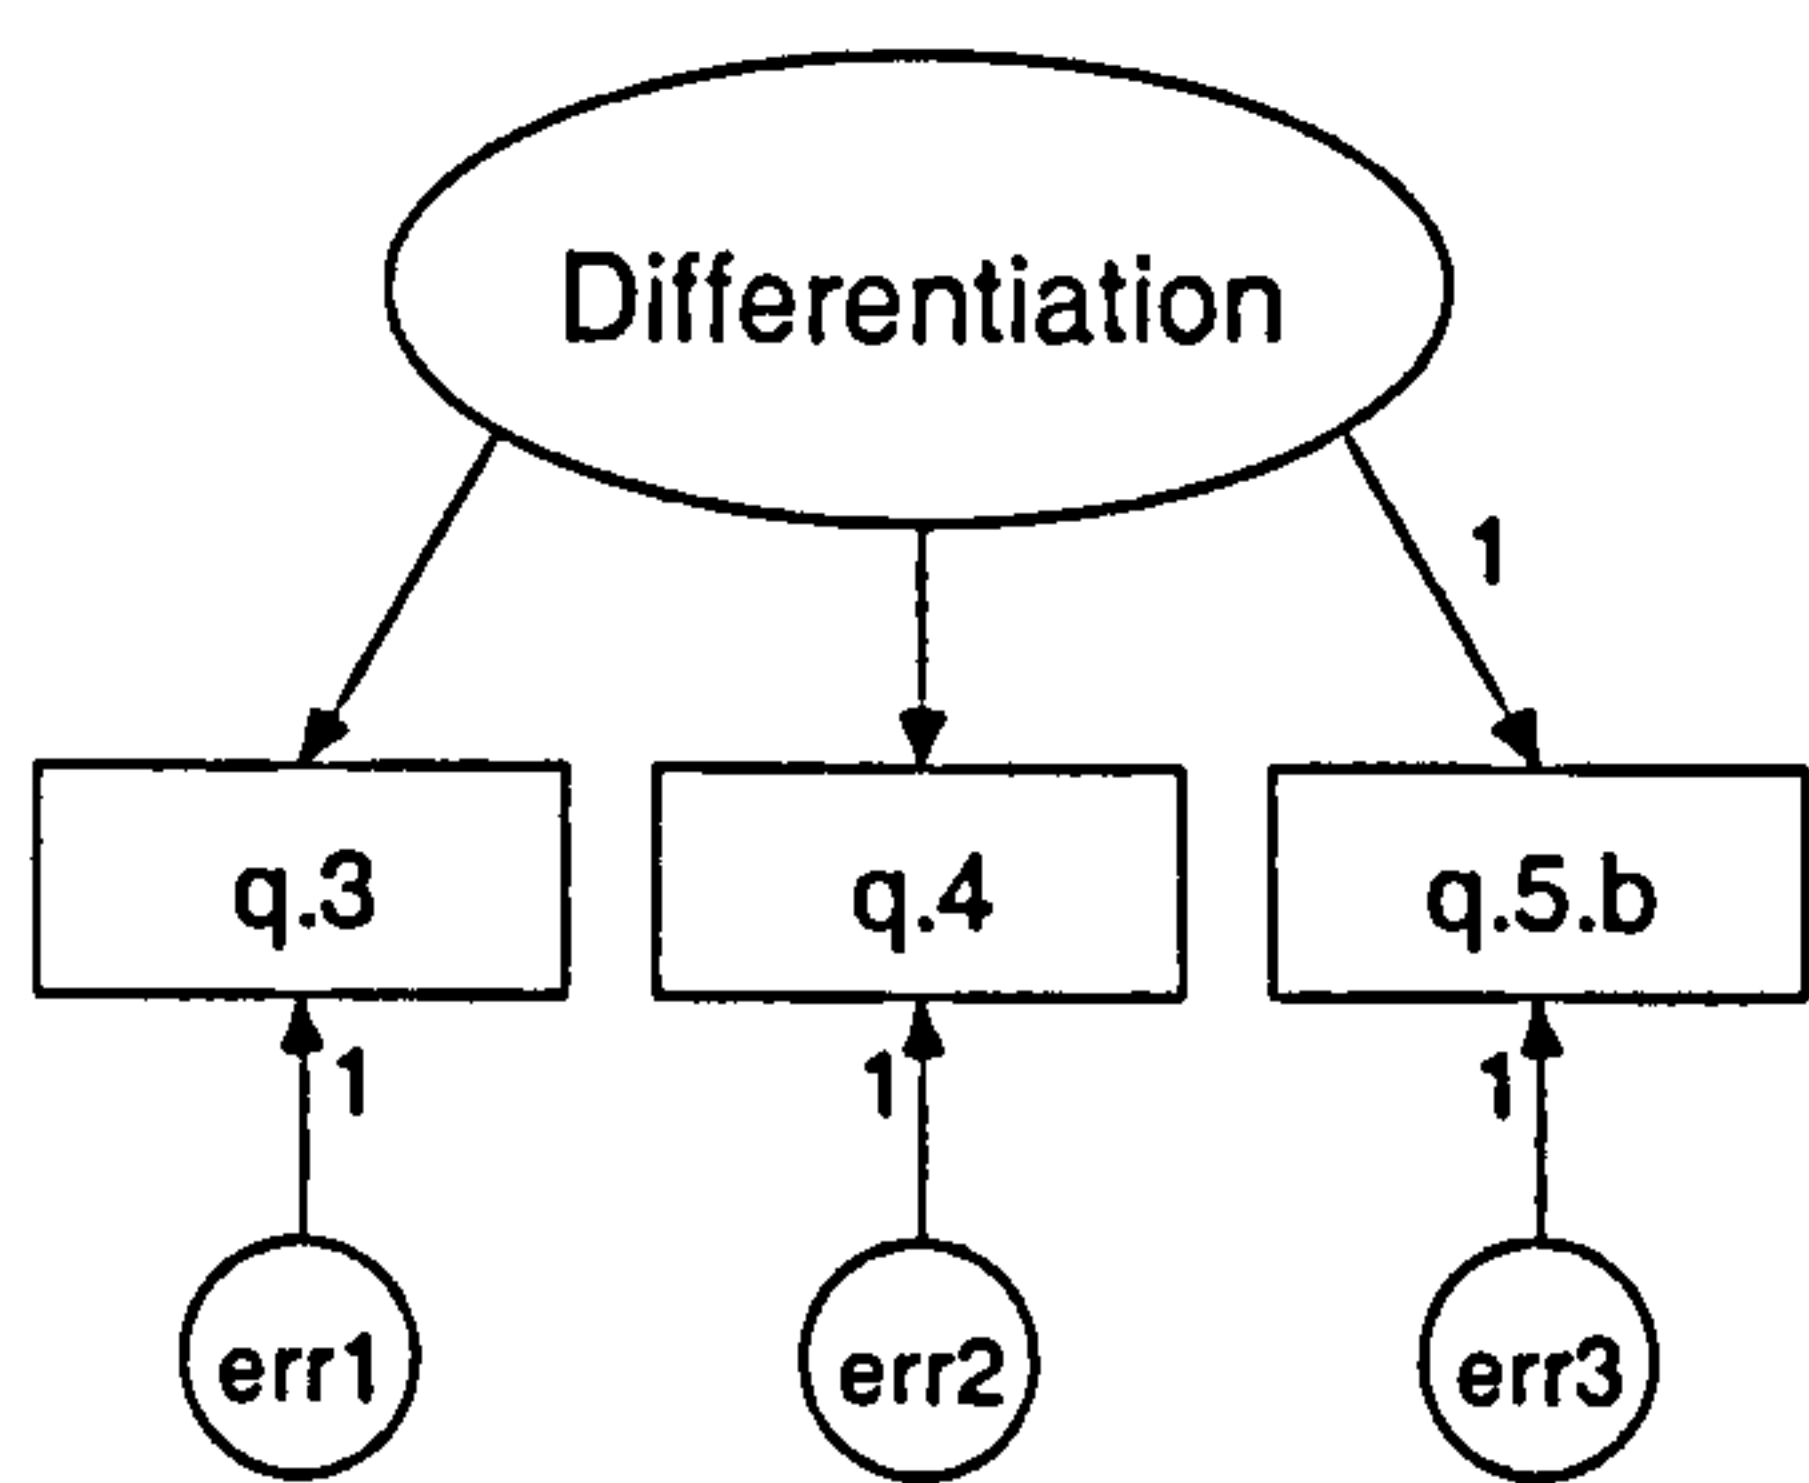 Differentiation
1
q.3 q.4 q.5.b
1 1 1
err1 err2 err3